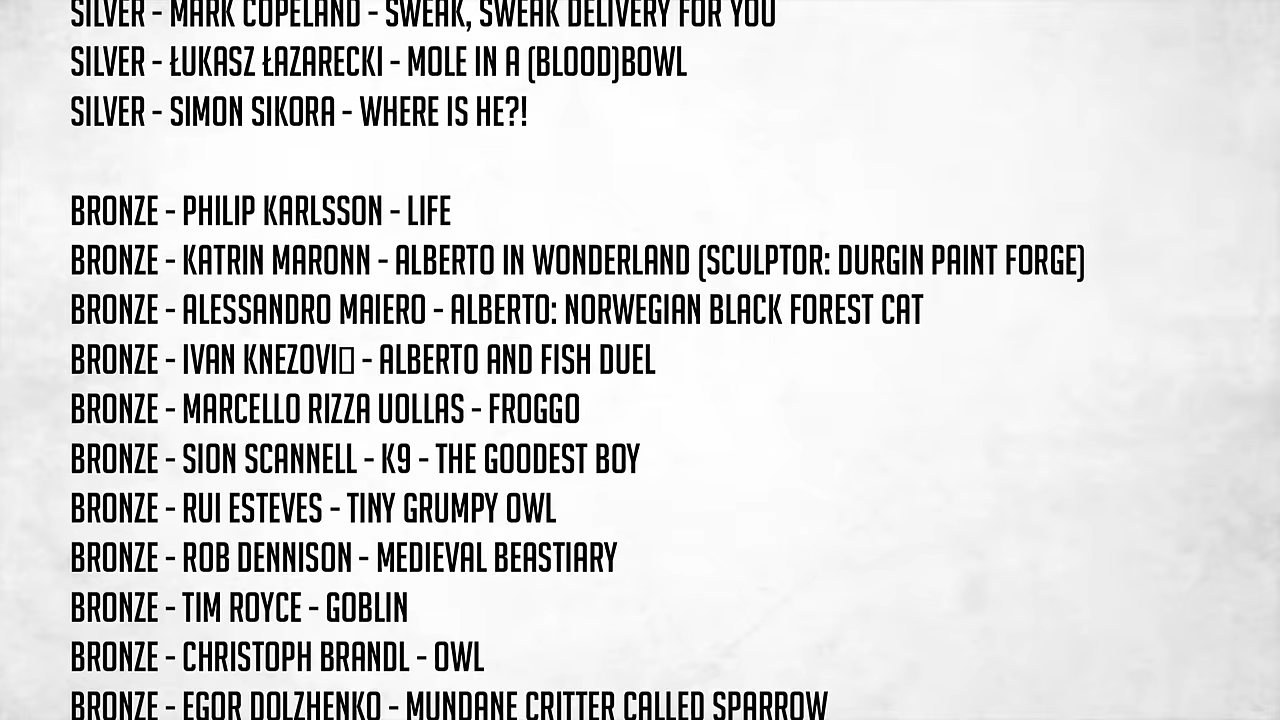 SILVER - MARK COPELAND - SWEAK, SWEAK DELIVERY FOR YOU
SILVER - ŁUKASZ ŁAZARECKI - MOLE IN A (BLOOD)BOWL
SILVER - SIMON SIKORA - WHERE IS HE?!
BRONZE - PHILIP KARLSSON - LIFE
BRONZE - KATRIN MARONN - ALBERTO IN WONDERLAND (SCULPTOR: DURGIN PAINT FORGE)
BRONZE - ALESSANDRO MAIERO - ALBERTO: NORWEGIAN BLACK FOREST CAT
BRONZE - IVAN KNEZOVI▯ - ALBERTO AND FISH DUEL
BRONZE - MARCELLO RIZZA UOLLAS - FROGGO
BRONZE - SION SCANNELL - K9 - THE GOODEST BOY
BRONZE - RUI ESTEVES - TINY GRUMPY OWL
BRONZE - ROB DENNISON - MEDIEVAL BEASTIARY
BRONZE - TIM ROYCE - GOBLIN
BRONZE - CHRISTOPH BRANDL - OWL
BRONZE - EGOR DOLZHENKO - MUNDANE CRITTER CALLED SPARROW